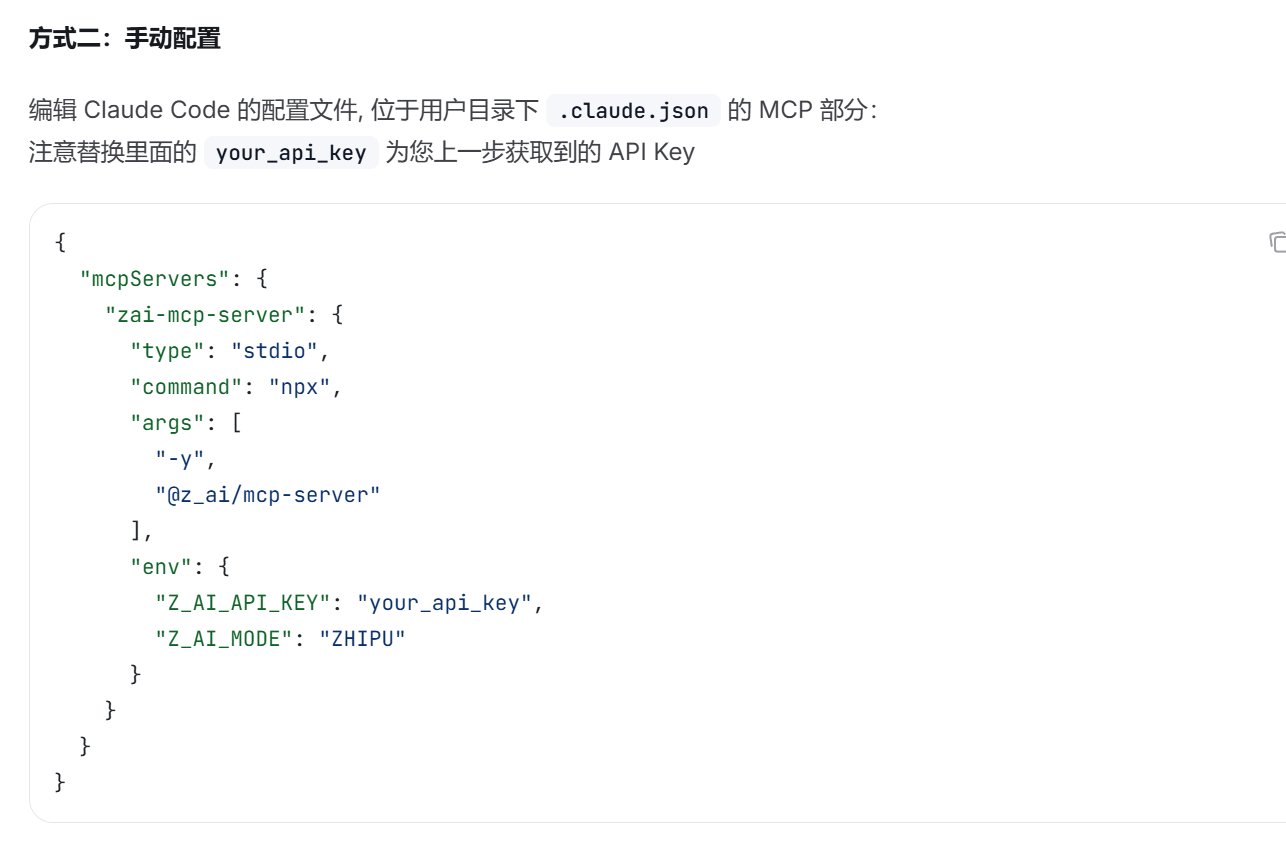 方式二：手动配置
编辑 Claude Code 的配置文件, 位于用户目录下 .claude.json 的 MCP 部分：
注意替换里面的 your_api_key 为您上一步获取到的 API Key
{
  "mcpServers": {
    "zai-mcp-server": {
      "type": "stdio",
      "command": "npx",
      "args": [
        "-y",
        "@z_ai/mcp-server"
      ],
      "env": {
        "Z_AI_API_KEY": "your_api_key",
        "Z_AI_MODE": "ZHIPU"
      }
    }
  }
}